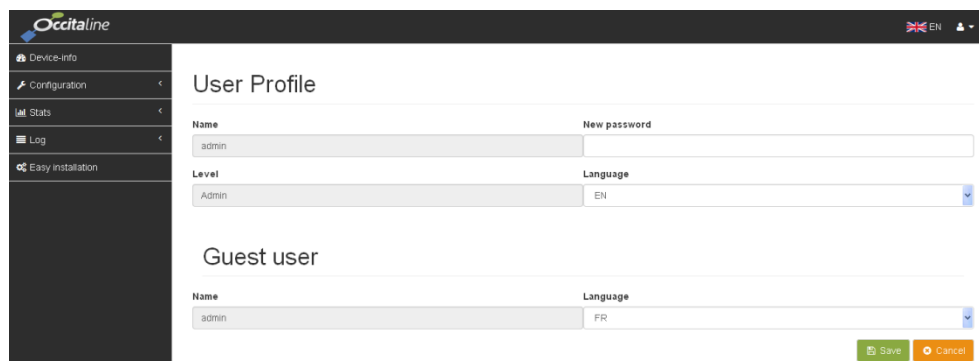 Occitaline
EN
Device-info
Configuration
Stats
Log
Easy installation
User Profile
Name
New password
admin
Level
Language
Admin
EN
Guest user
Name
Language
admin
FR
Save
Cancel